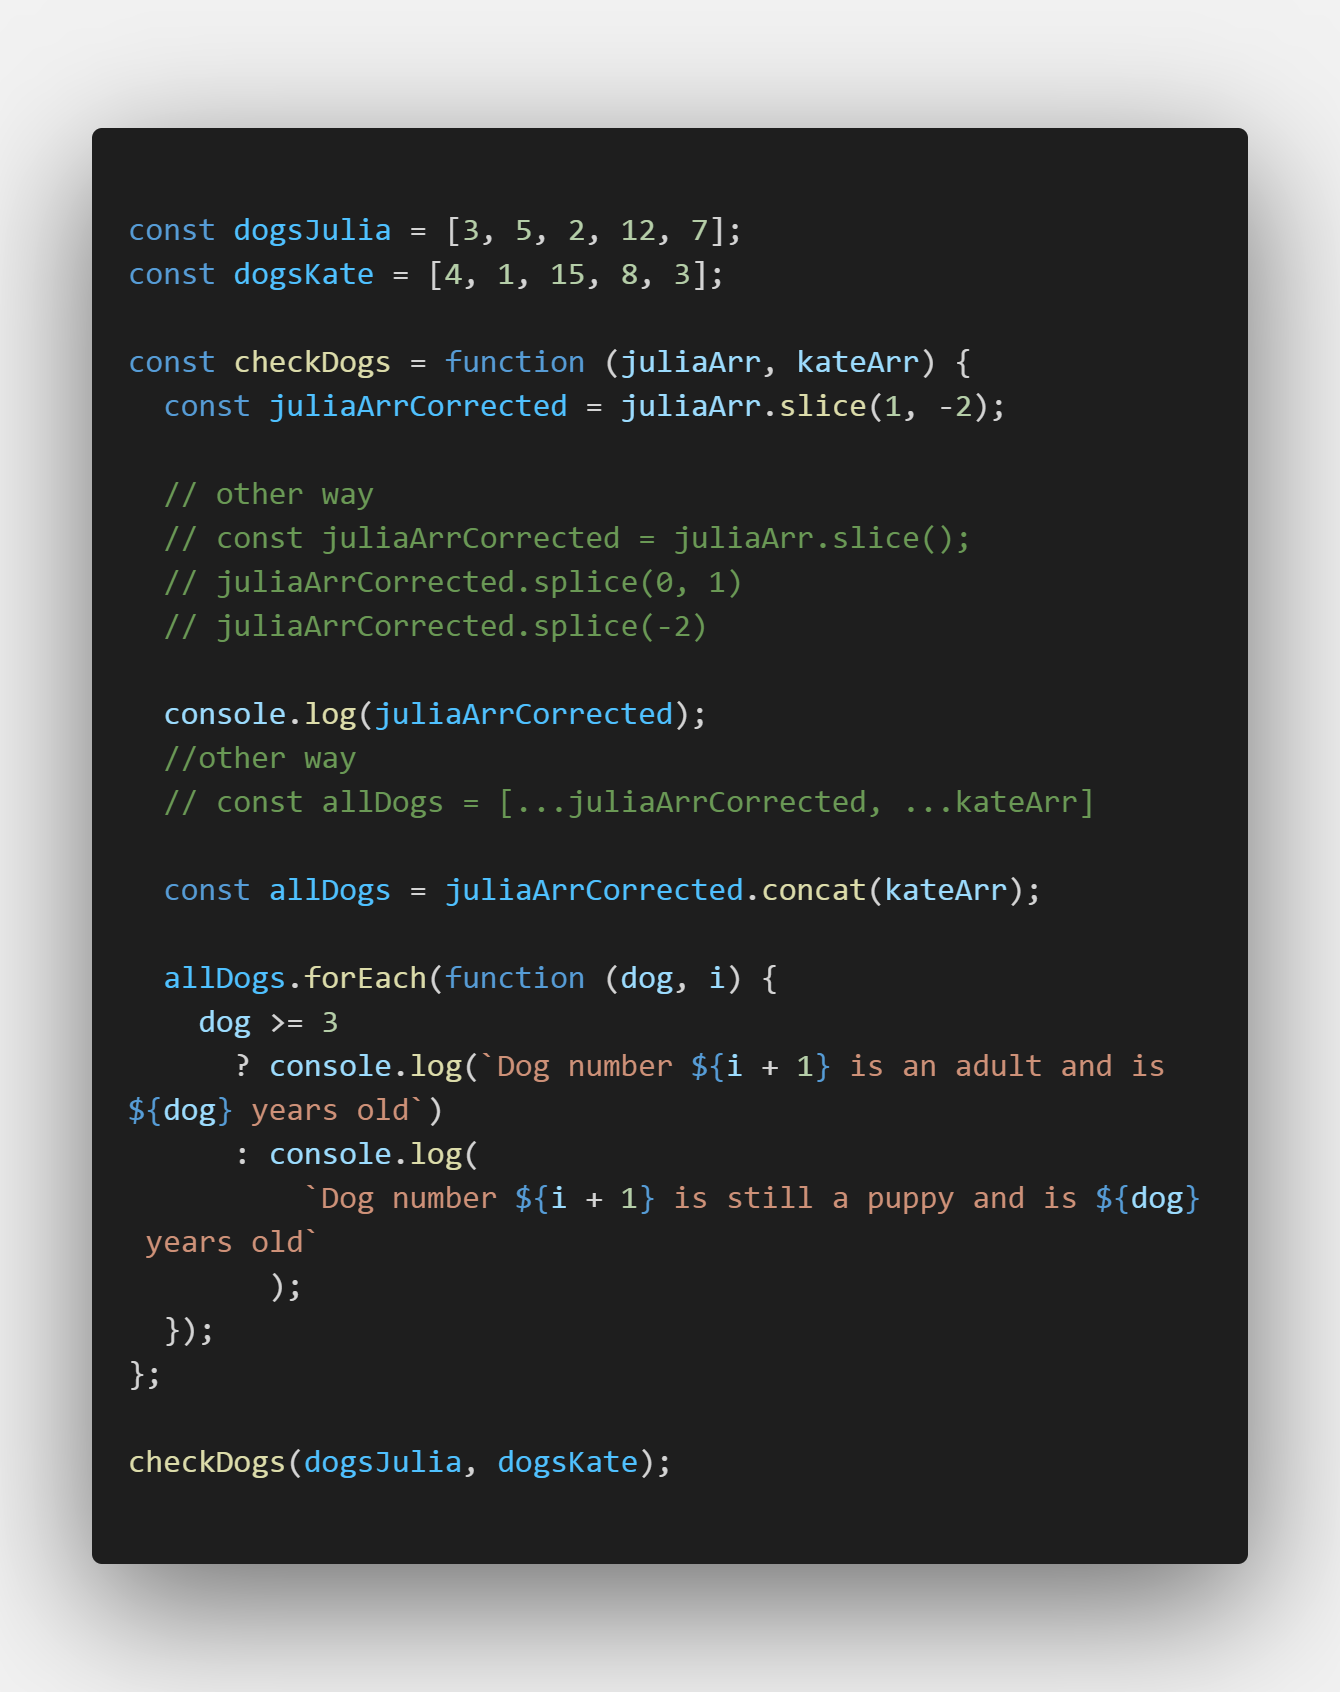 const dogsJulia = [3, 5, 2, 12, 7];
const dogsKate = [4, 1, 15, 8, 3];

const checkDogs = function (juliaArr, kateArr) {
  const juliaArrCorrected = juliaArr.slice(1, -2);

  // other way
  // const juliaArrCorrected = juliaArr.slice();
  // juliaArrCorrected.splice(0, 1)
  // juliaArrCorrected.splice(-2)

  console.log(juliaArrCorrected);
  //other way
  // const allDogs = [...juliaArrCorrected, ...kateArr]

  const allDogs = juliaArrCorrected.concat(kateArr);

  allDogs.forEach(function (dog, i) {
    dog >= 3
      ? console.log(`Dog number ${i + 1} is an adult and is
${dog} years old`)
      : console.log(
          `Dog number ${i + 1} is still a puppy and is ${dog}
 years old`
        );
  });
};

checkDogs(dogsJulia, dogsKate);